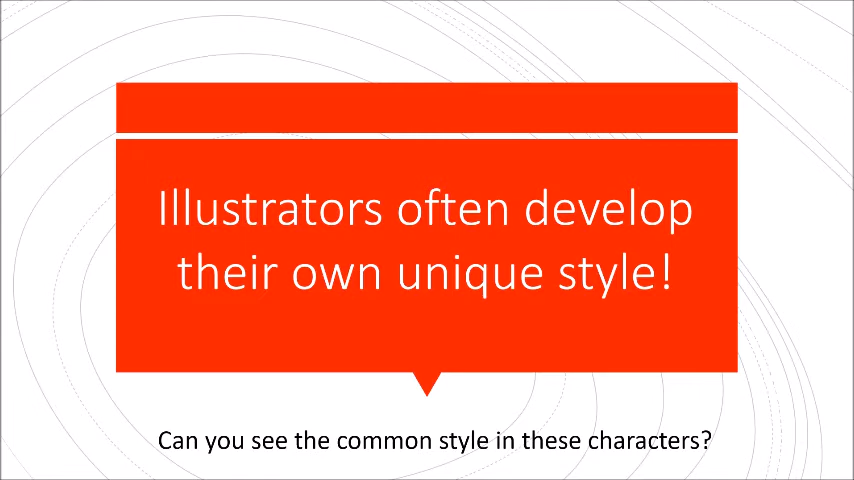 Illustrators often develop
their own unique style!
Can you see the common style in these characters?